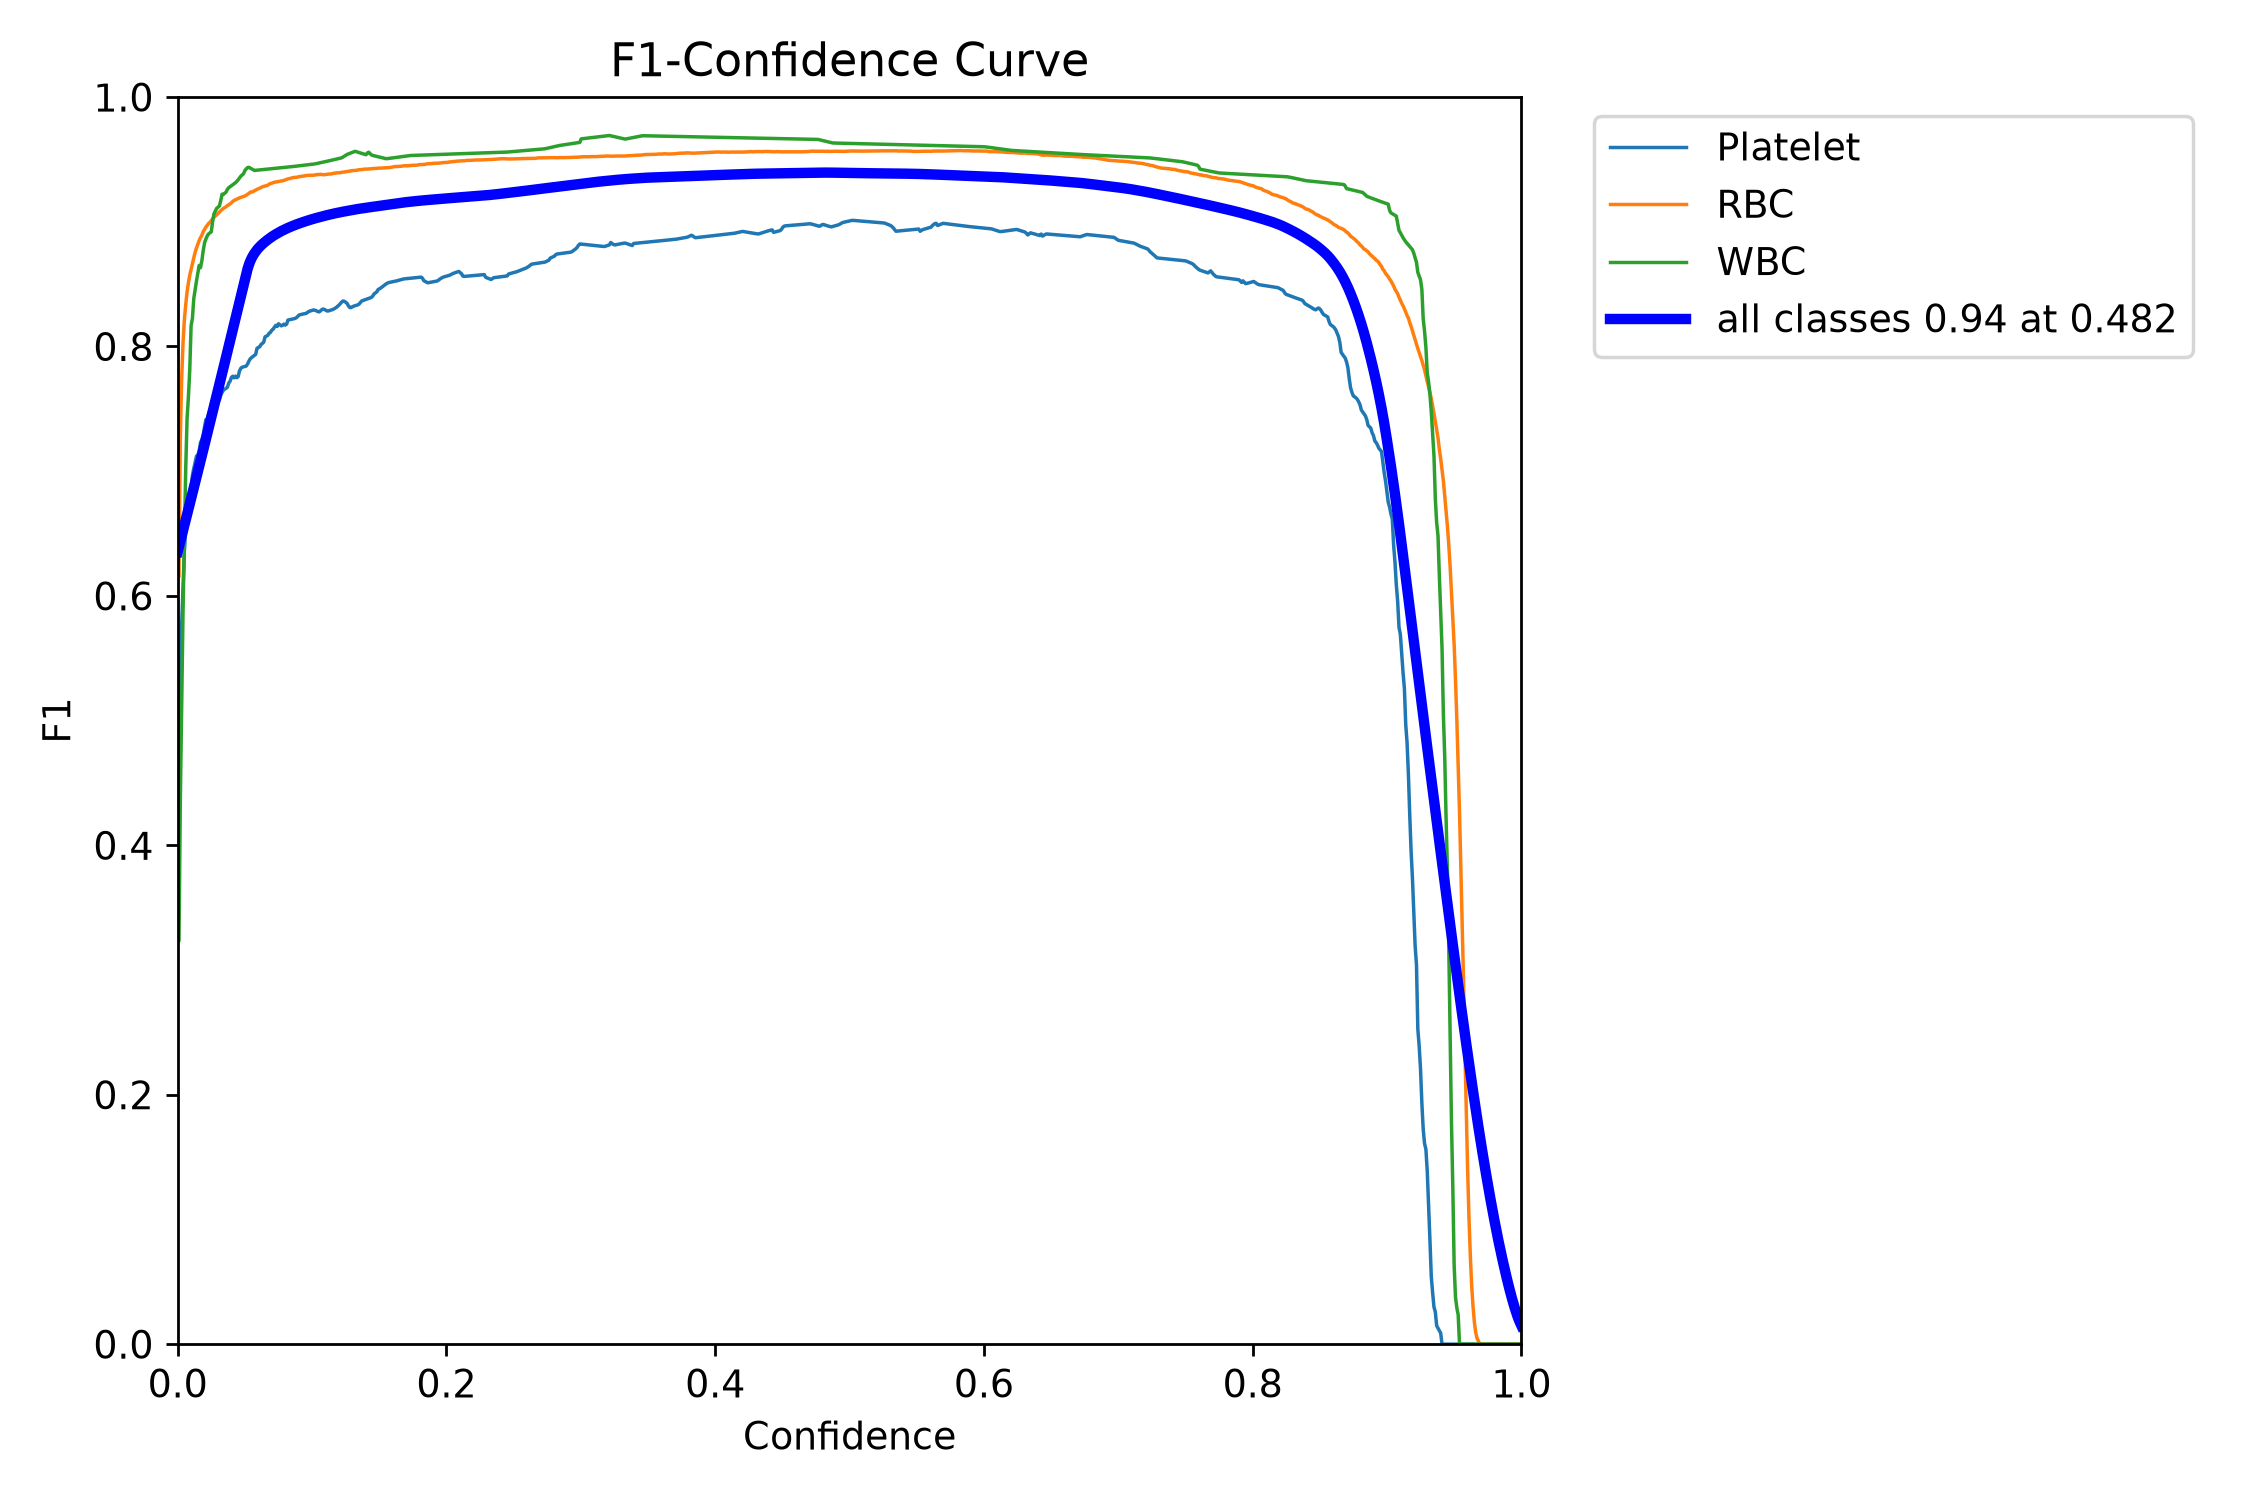 F1-Confidence Curve
1.0
0.8
0.6
0.4
0.2
0.0
F1
0.0 0.2 0.4 0.6 0.8 1.0
Confidence
Platelet
RBC
WBC
all classes 0.94 at 0.482